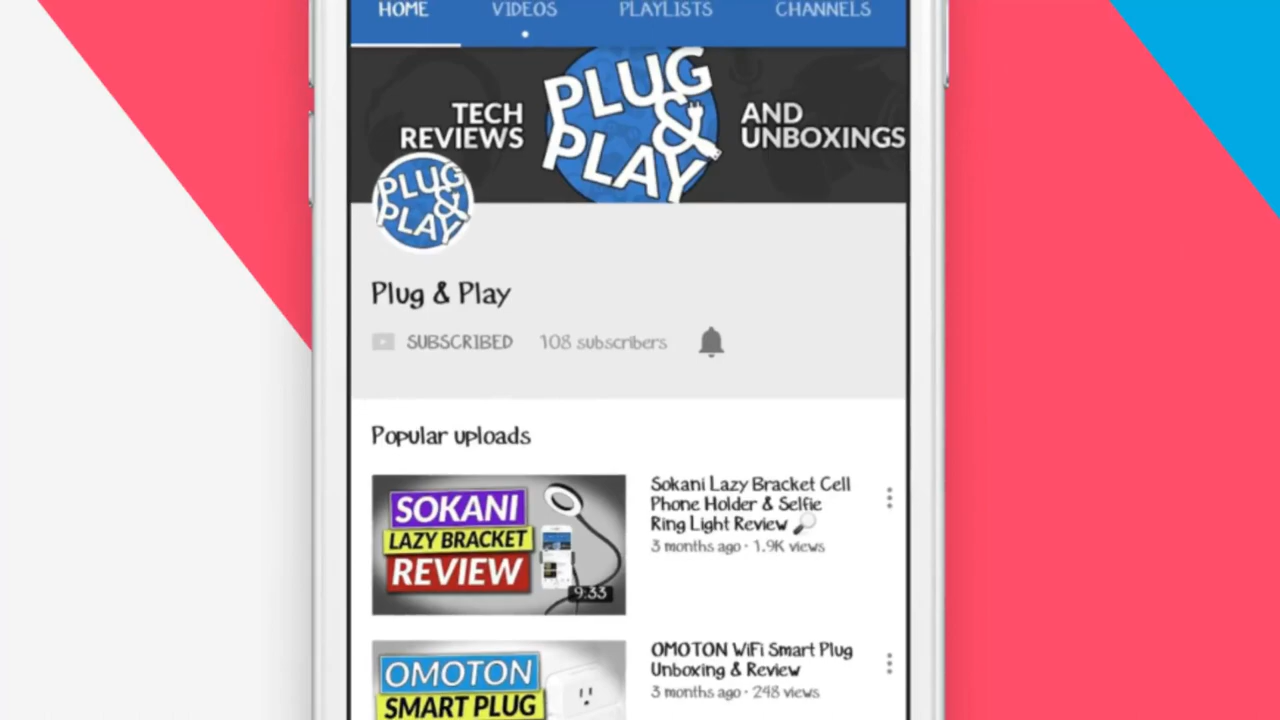 HOME VIDEOS PLAYLISTS CHANNELS
TECH REVIEWS
PLUG & PLAY
AND UNBOXINGS
PLUG & PLAY
Plug & Play
SUBSCRIBED 108 subscribers
Popular uploads
SOKANI
LAZY BRACKET
REVIEW
9:33
Sokani Lazy Bracket Cell
Phone Holder & Selfie
Ring Light Review
3 months ago · 1.9K views
OMOTON
SMART PLUG
OMOTON WiFi Smart Plug
Unboxing & Review
3 months ago · 248 views